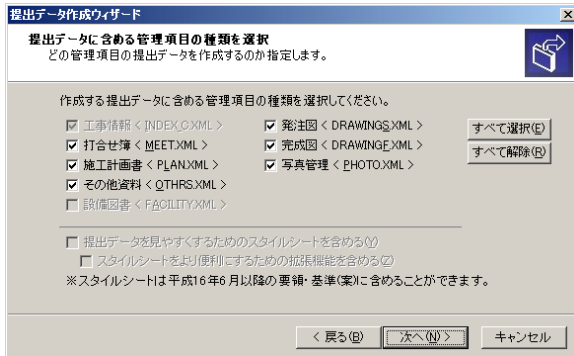 提出データ作成ウィザード
提出データに含める管理項目の種類を選択
どの管理項目の提出データを作成するのか指定します。
作成する提出データに含める管理項目の種類を選択してください。
工事情報 < INDEX_C.XML >
発注図 < DRAWINGS.XML >
すべて選択(E)
打合せ簿 < MEET.XML >
完成図 < DRAWINGF.XML >
すべて解除(R)
施工計画書 < PLAN.XML >
写真管理 < PHOTO.XML >
その他資料 < OTHRS.XML >
設備図書 < FACILITY.XML >
提出データを見やすくするためのスタイルシートを含める(Y)
スタイルシートをより便利にするための拡張機能を含める(Z)
※スタイルシートは平成16年6月以降の要領・基準(案)に含めることができます。
< 戻る(B)
次へ(N) >
キャンセル